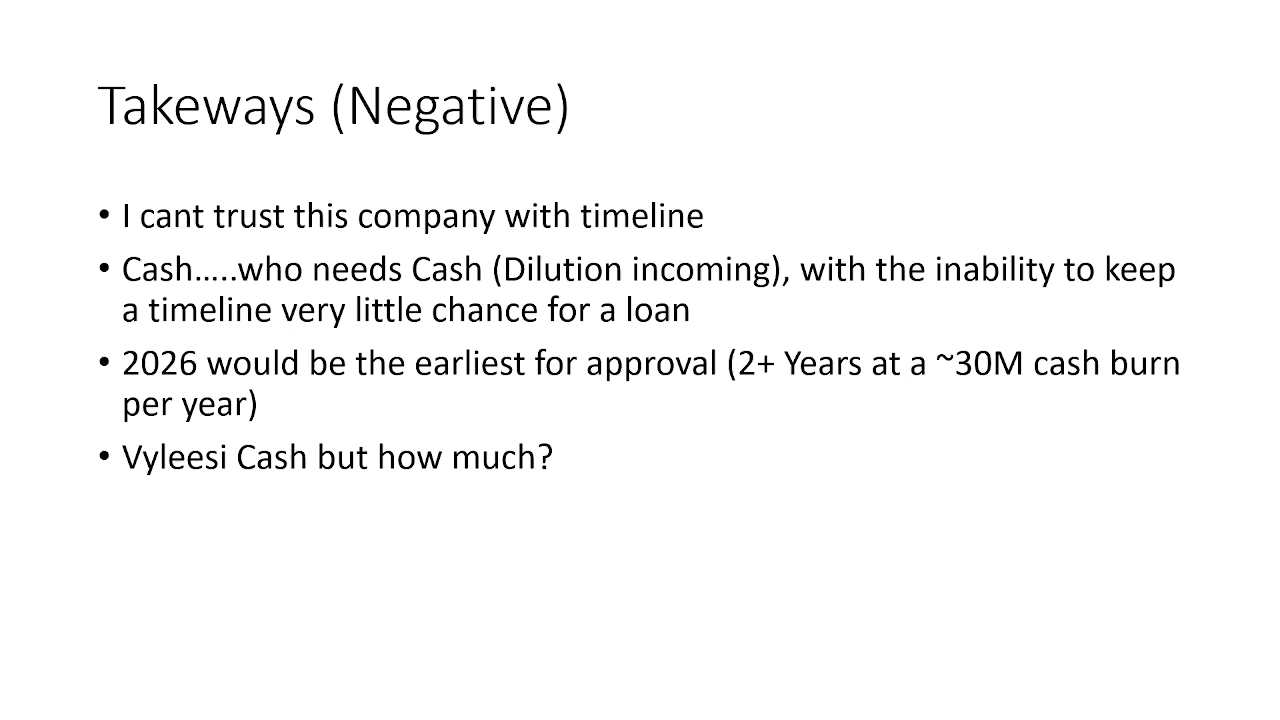 Takeways (Negative)
• I cant trust this company with timeline
• Cash.....who needs Cash (Dilution incoming), with the inability to keep
a timeline very little chance for a loan
• 2026 would be the earliest for approval (2+ Years at a ~30M cash burn
per year)
• Vyleesi Cash but how much?